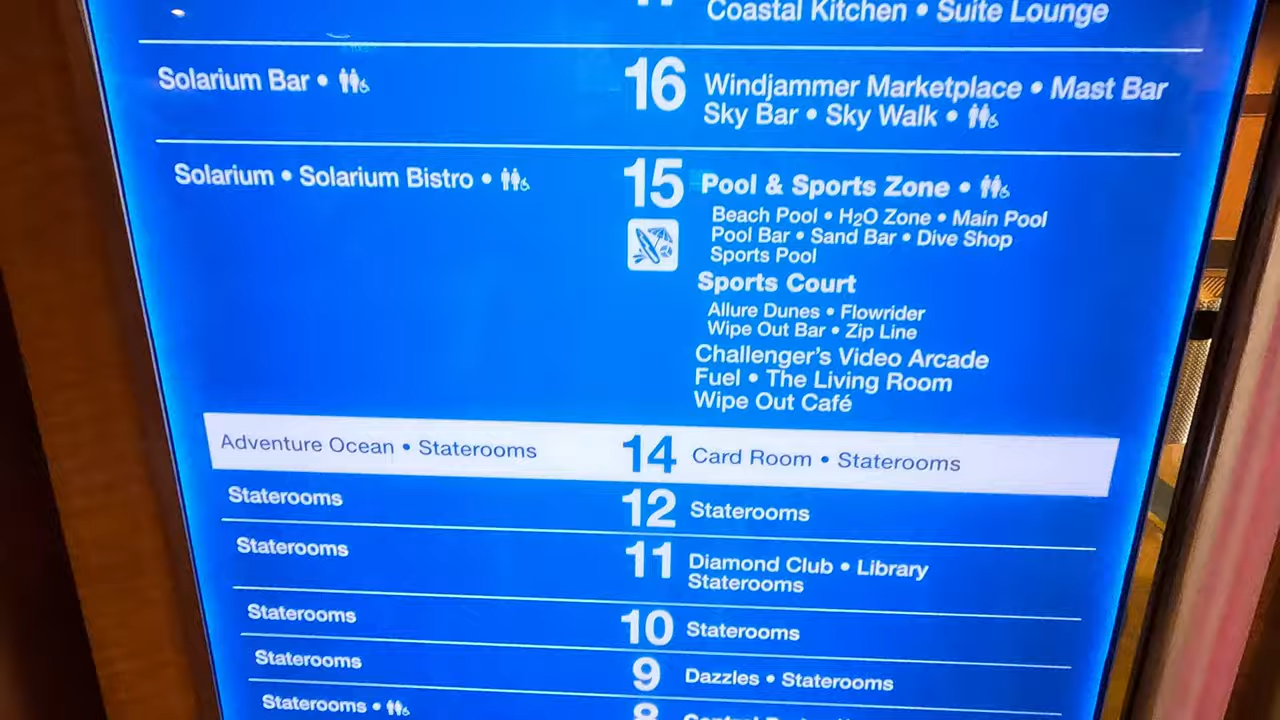 Coastal Kitchen • Suite Lounge
Solarium Bar •
16
Windjammer Marketplace • Mast Bar
Sky Bar • Sky Walk •
Solarium • Solarium Bistro •
15
Pool & Sports Zone •
Beach Pool • H2O Zone • Main Pool
Pool Bar • Sand Bar • Dive Shop
Sports Pool
Sports Court
Allure Dunes • Flowrider
Wipe Out Bar • Zip Line
Challenger's Video Arcade
Fuel • The Living Room
Wipe Out Café
Adventure Ocean • Staterooms
14
Card Room • Staterooms
Staterooms
12
Staterooms
Staterooms
11
Diamond Club • Library
Staterooms
Staterooms
10
Staterooms
Staterooms
9
Dazzles • Staterooms
Staterooms •
8